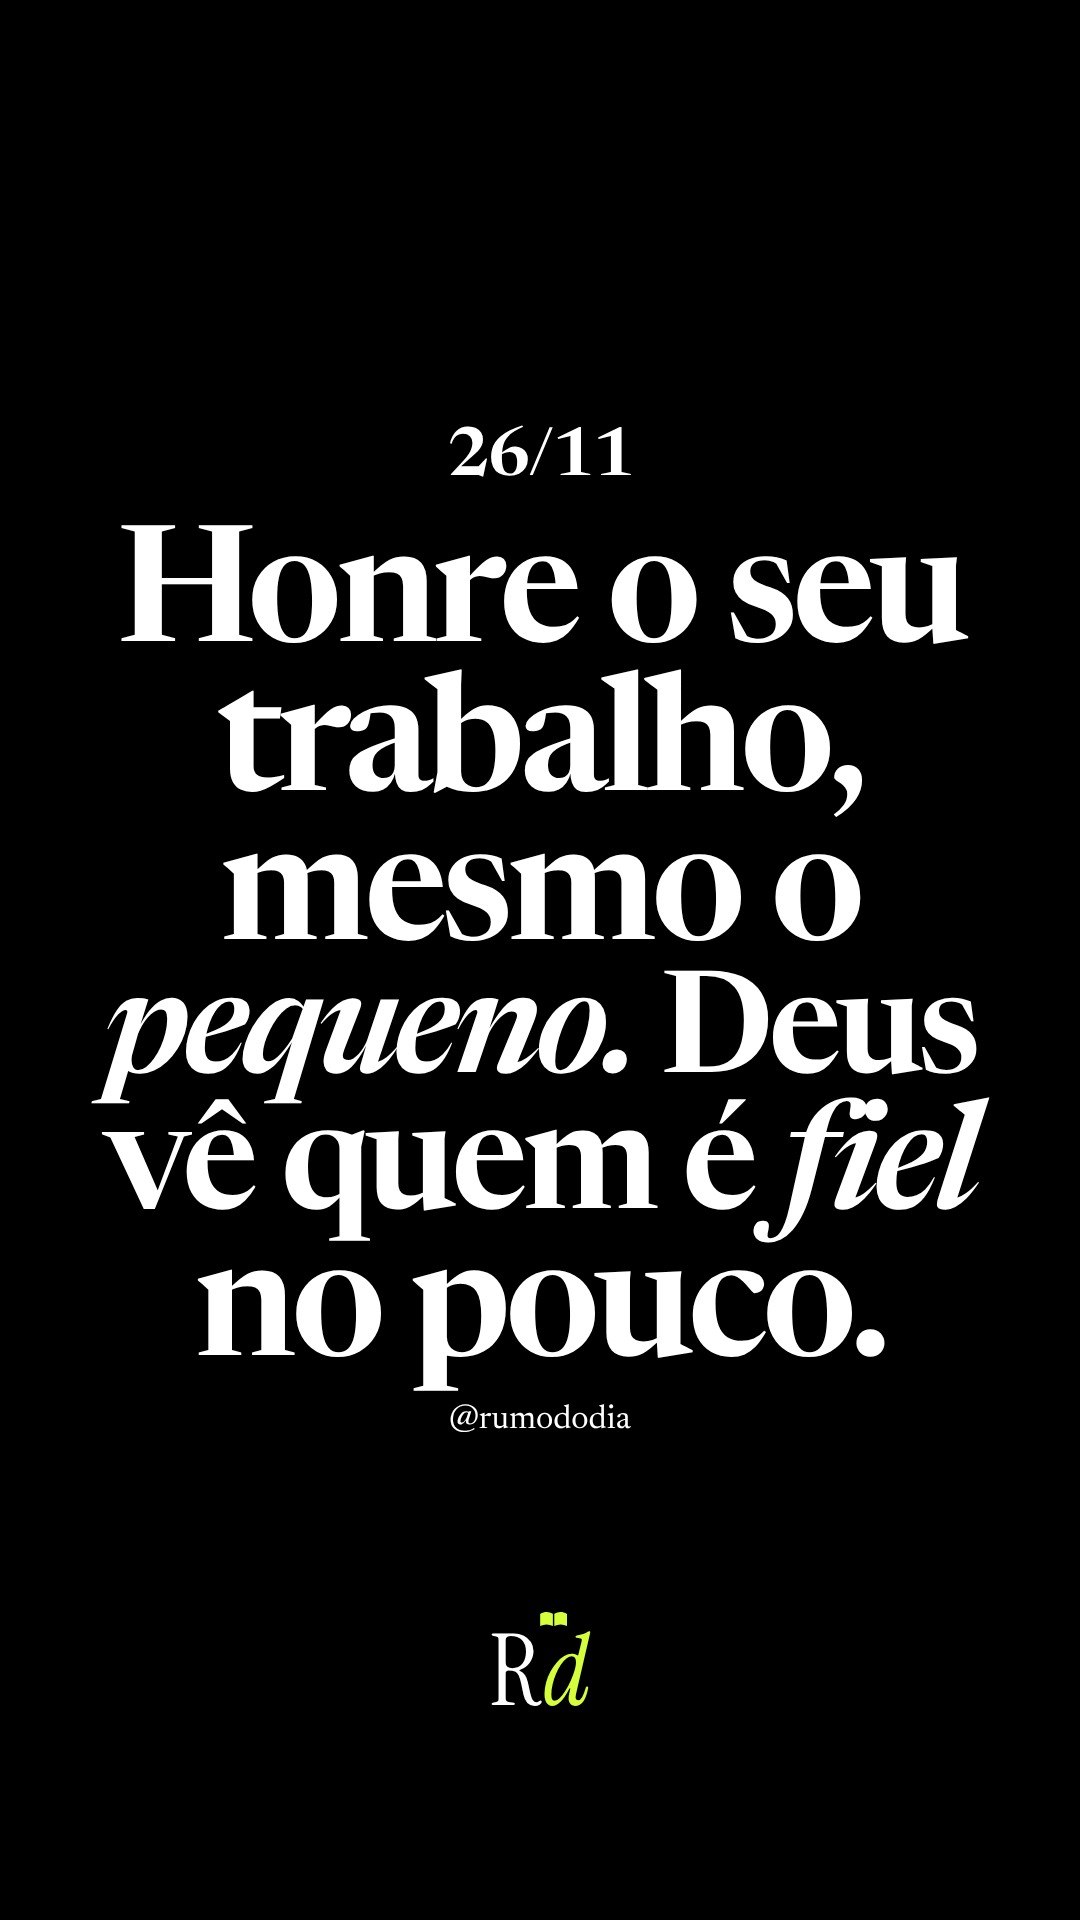 26/11
Honre o seu
trabalho,
mesmo o
pequeno. Deus
vê quem é fiel
no pouco.
@rumododia
Rd